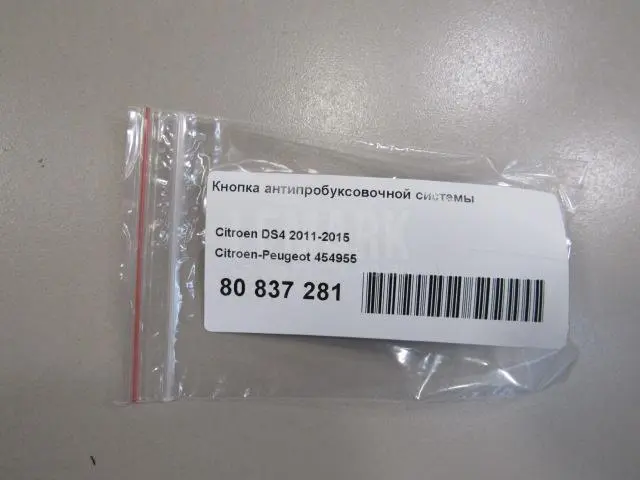 Кнопка антипробуксовочной системы
Citroen DS4 2011-2015
Citroen-Peugeot 454955
80 837 281